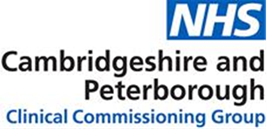 NHS
Cambridgeshire and
Peterborough
Clinical Commissioning Group